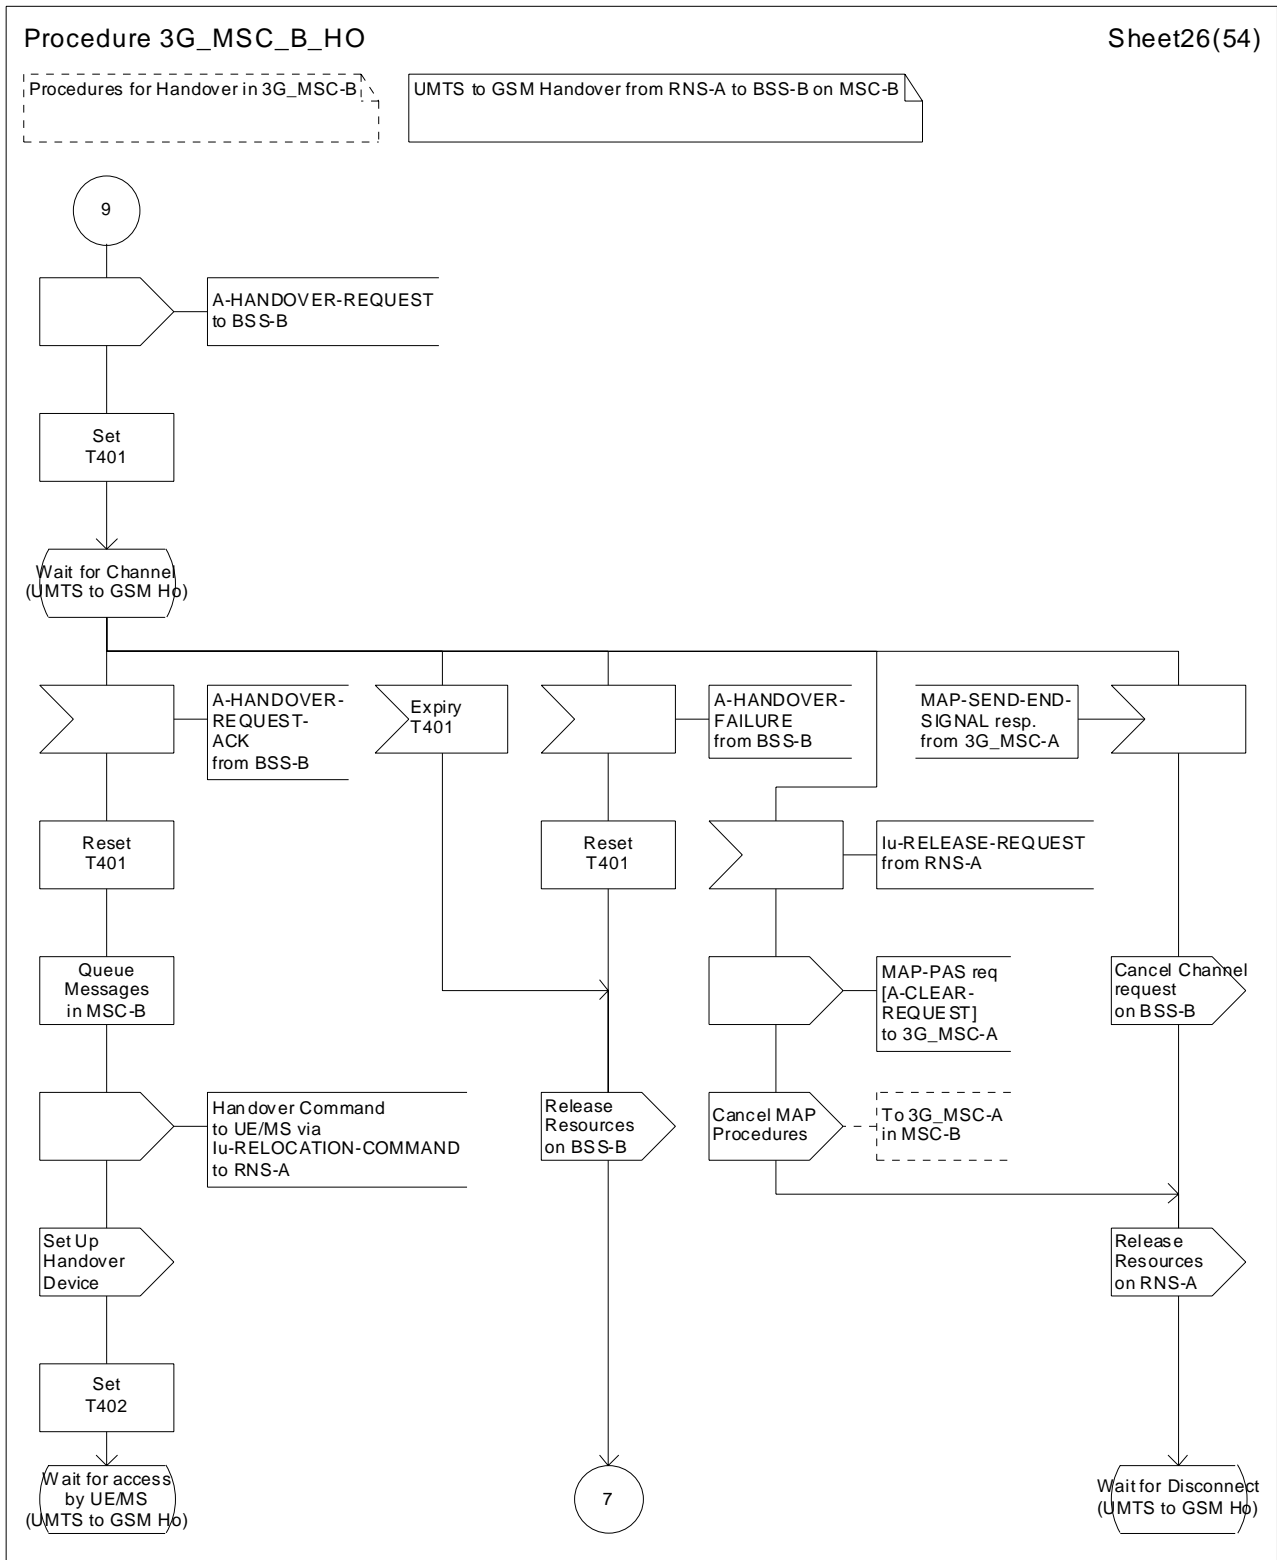 Procedure 3G_MSC_B_HO
Sheet26(54)
Procedures for Handover in 3G_MSC-B
UMTS to GSM Handover from RNS-A to BSS-B on MSC-B
9
A-HANDOVER-REQUEST
to BSS-B
Set
T401
Wait for Channel
(UMTS to GSM Ho)
A-HANDOVER-
REQUEST-
ACK
from BSS-B
Expiry
T401
A-HANDOVER-
FAILURE
from BSS-B
MAP-SEND-END-
SIGNAL resp.
from 3G_MSC-A
Reset
T401
Reset
T401
Iu-RELEASE-REQUEST
from RNS-A
Queue
Messages
in MSC-B
MAP-PAS req
[A-CLEAR-
REQUEST]
to 3G_MSC-A
Cancel Channel
request
on BSS-B
Handover Command
to UE/MS via
Iu-RELOCATION-COMMAND
to RNS-A
Release
Resources
on BSS-B
Cancel MAP
Procedures
To 3G_MSC-A
in MSC-B
Set Up
Handover
Device
Release
Resources
on RNS-A
Set
T402
Wait for access
by UE/MS
(UMTS to GSM Ho)
7
Wait for Disconnect
(UMTS to GSM Ho)